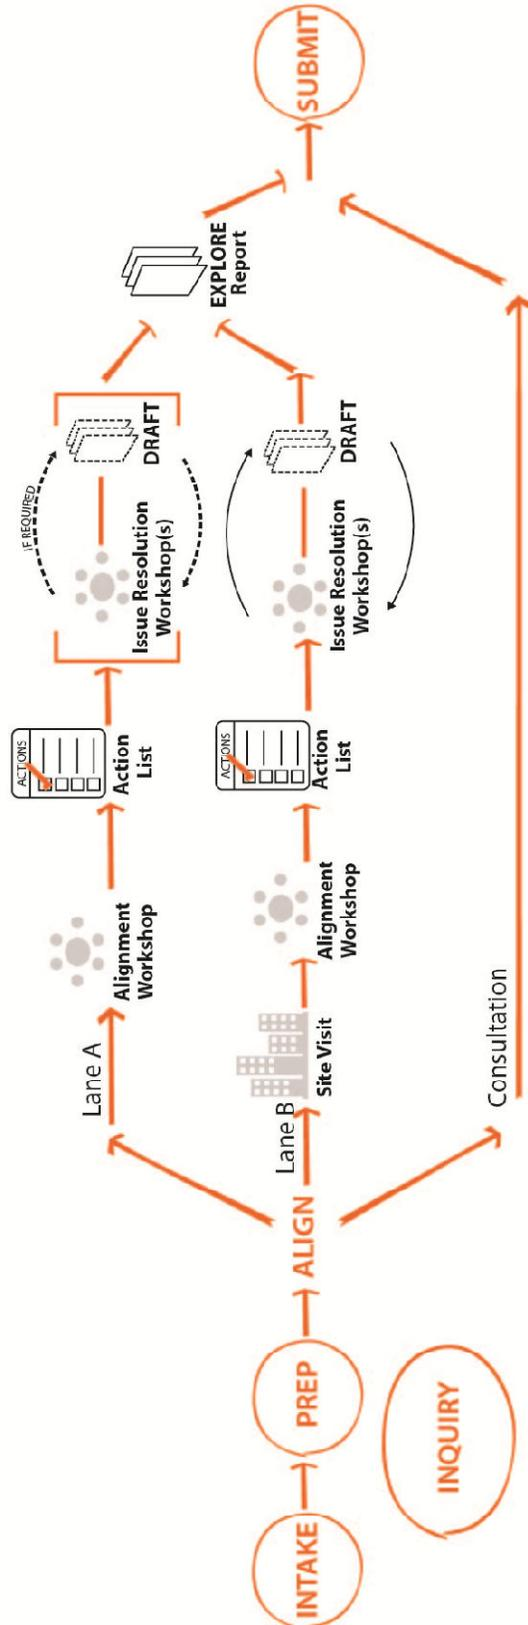 INTAKE
PREP
INQUIRY
ALIGN
Lane A
Alignment
Workshop
ACTIONS
Action
List
IF REQUIRED
Issue Resolution
Workshop(s)
DRAFT
Lane B
Site Visit
Alignment
Workshop
ACTIONS
Action
List
Issue Resolution
Workshop(s)
DRAFT
EXPLORE
Report
Consultation
SUBMIT